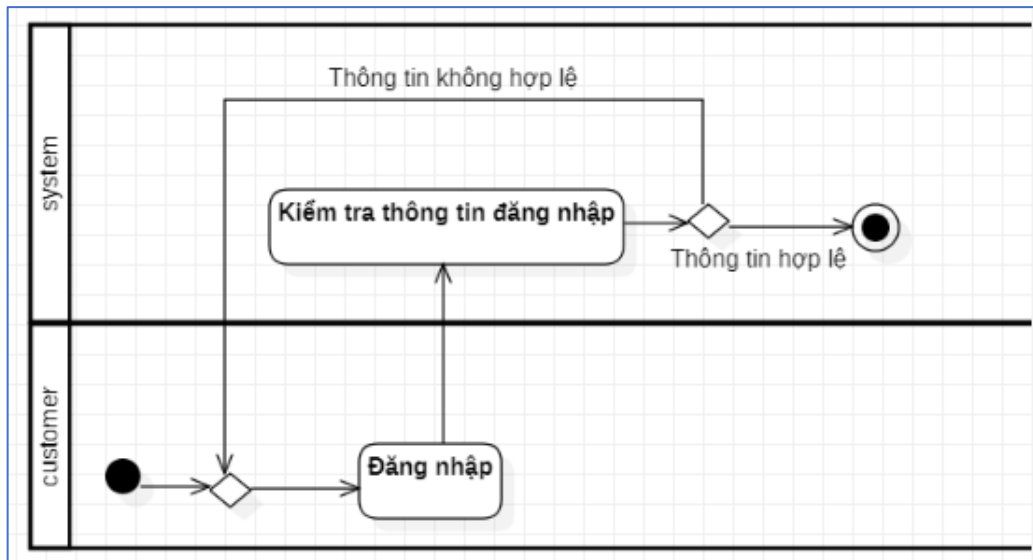 system
Thông tin không hợp lệ
Kiểm tra thông tin đăng nhập
Thông tin hợp lệ
customer
Đăng nhập